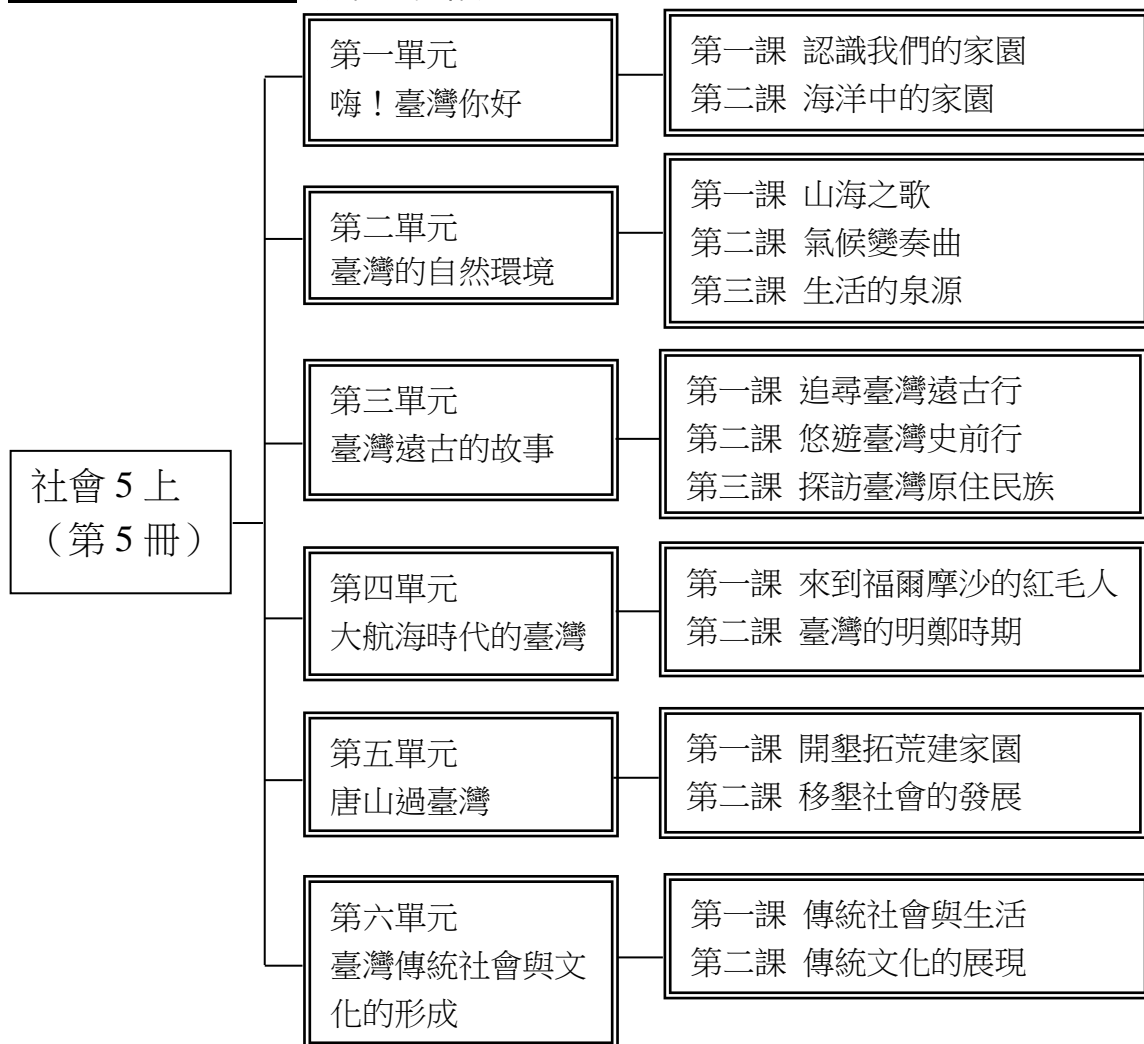 社會 5 上
（第 5 冊）
第一單元
嗨！臺灣你好
第一課 認識我們的家園
第二課 海洋中的家園
第二單元
臺灣的自然環境
第一課 山海之歌
第二課 氣候變奏曲
第三課 生活的泉源
第三單元
臺灣遠古的故事
第一課 追尋臺灣遠古行
第二課 悠遊臺灣史前行
第三課 探訪臺灣原住民族
第四單元
大航海時代的臺灣
第一課 來到福爾摩沙的紅毛人
第二課 臺灣的明鄭時期
第五單元
唐山過臺灣
第一課 開墾拓荒建家園
第二課 移墾社會的發展
第六單元
臺灣傳統社會與文
化的形成
第一課 傳統社會與生活
第二課 傳統文化的展現